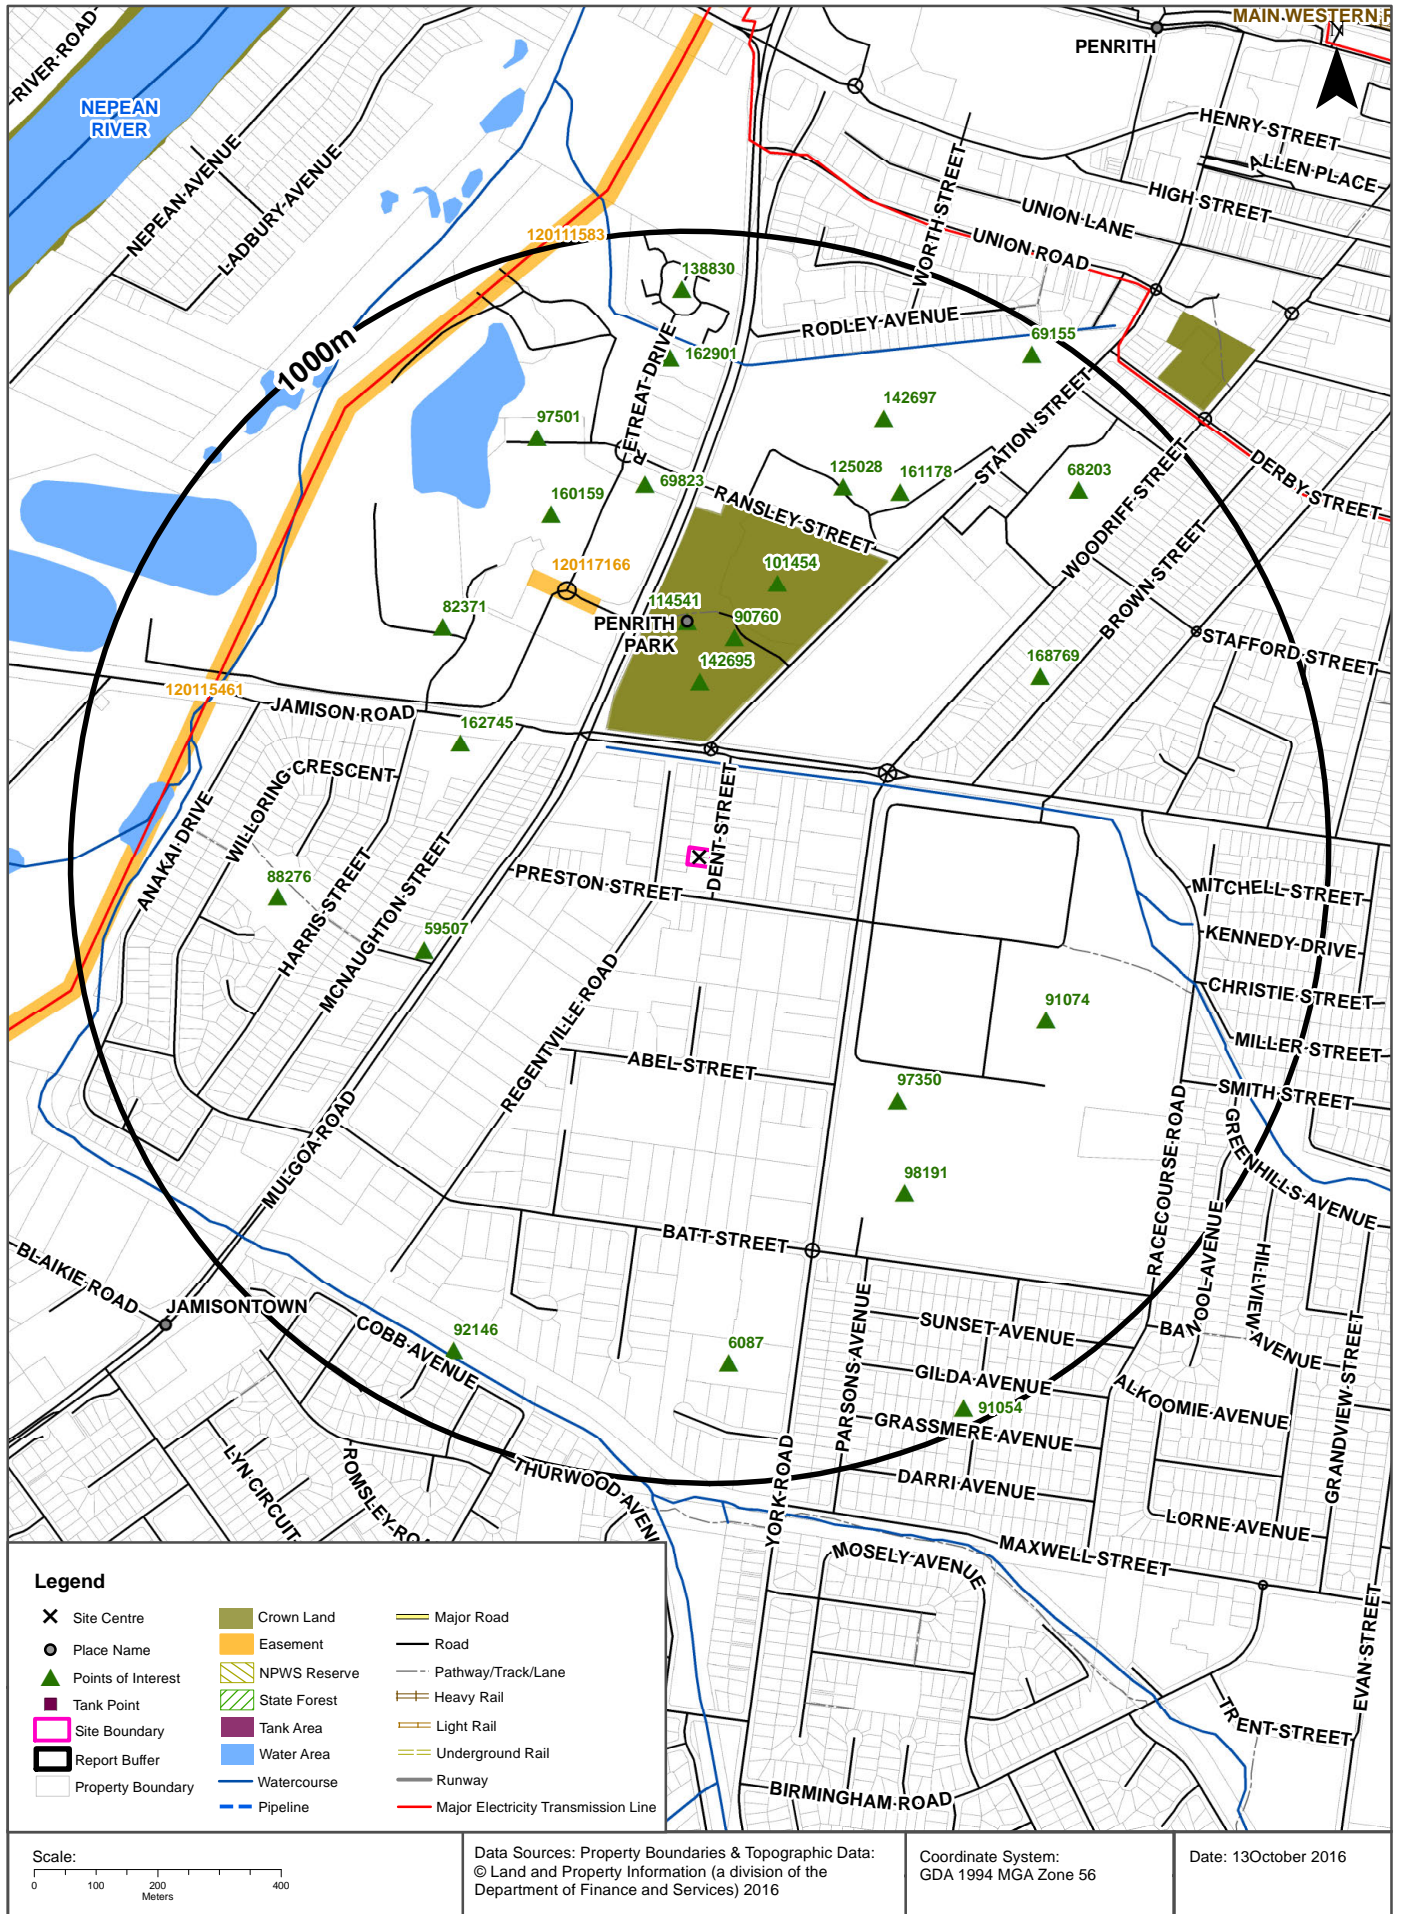 MAIN WESTERN R
N
PENRITH
RIVER ROAD
NEPEAN
RIVER
NEPEAN AVENUE
LADBURY AVENUE
HENRY STREET
ALLEN PLACE
HIGH STREET
UNION LANE
UNION ROAD
WORTH STREET
120111583
138830
1000m
RODLEY AVENUE
69155
162901
RETREAT DRIVE
97501
142697
STATION STREET
125028
161178
68203
69823
160159
RANSLEY STREET
WOODRIFF STREET
DERBY STREET
BROWN STREET
120117166
101454
82371
114541
PENRITH
PARK
90760
142695
STAFFORD STREET
168769
120115461
JAMISON ROAD
162745
WILLORING CRESCENT
ANAKAI DRIVE
DENT STREET
88276
HARRIS STREET
MCNAUGHTON STREET
59507
PRESTON STREET
MITCHELL STREET
KENNEDY DRIVE
CHRISTIE STREET
MILLER STREET
SMITH STREET
91074
REGENTVILLE ROAD
ABEL STREET
97350
98191
MULGOA ROAD
RACECOURSE ROAD
GREENHILLS AVENUE
BATT STREET
BLAIKIE ROAD
JAMISONTOWN
COBB AVENUE
92146
6087
PARSONS AVENUE
SUNSET AVENUE
GILDA AVENUE
91054
GRASSMERE AVENUE
DARRI AVENUE
HILLVIEW AVENUE
ALKOOMIE AVENUE
GRANDVIEW STREET
LORNE AVENUE
LYN CIRCUIT
THURWOOD AVENU
YORK ROAD
MAXWELL STREET
MOSELY AVENUE
EVAN STREET
TRENT STREET
BIRMINGHAM ROAD
Legend
Site Centre
Place Name
Points of Interest
Tank Point
Site Boundary
Report Buffer
Property Boundary
Crown Land
Easement
NPWS Reserve
State Forest
Tank Area
Water Area
Watercourse
Pipeline
Major Road
Road
Pathway/Track/Lane
Heavy Rail
Light Rail
Underground Rail
Runway
Major Electricity Transmission Line
Scale:
0 100 200 400
Meters
Data Sources: Property Boundaries & Topographic Data:
© Land and Property Information (a division of the
Department of Finance and Services) 2016
Coordinate System:
GDA 1994 MGA Zone 56
Date: 13October 2016